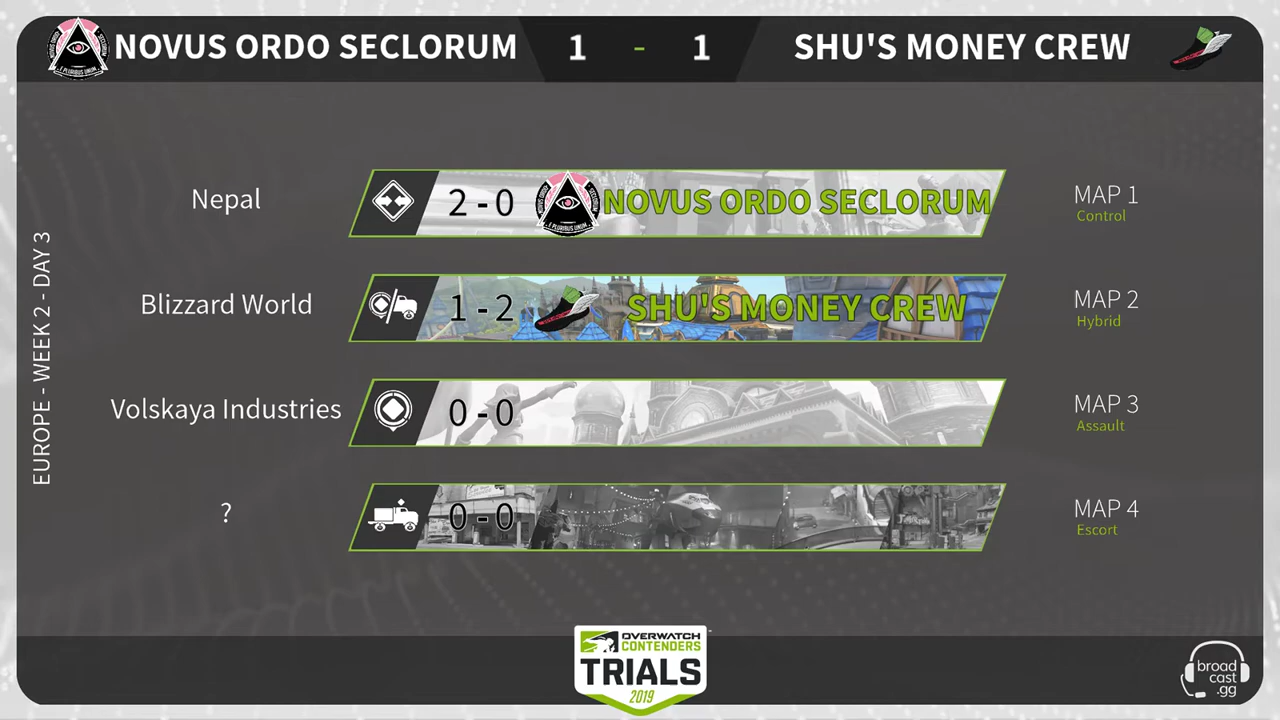 NOVUS ORDO SECLORUM
1 - 1
SHU'S MONEY CREW
E PLURIBUS UNUM
EUROPE - WEEK 2 - DAY 3
Nepal
2 - 0
NOVUS ORDO SECLORUM
MAP 1
Control
Blizzard World
1 - 2
SHU'S MONEY CREW
MAP 2
Hybrid
Volskaya Industries
0 - 0
MAP 3
Assault
?
0 - 0
MAP 4
Escort
OVERWATCH
CONTENDERS
TRIALS
2019
broad
cast
.gg